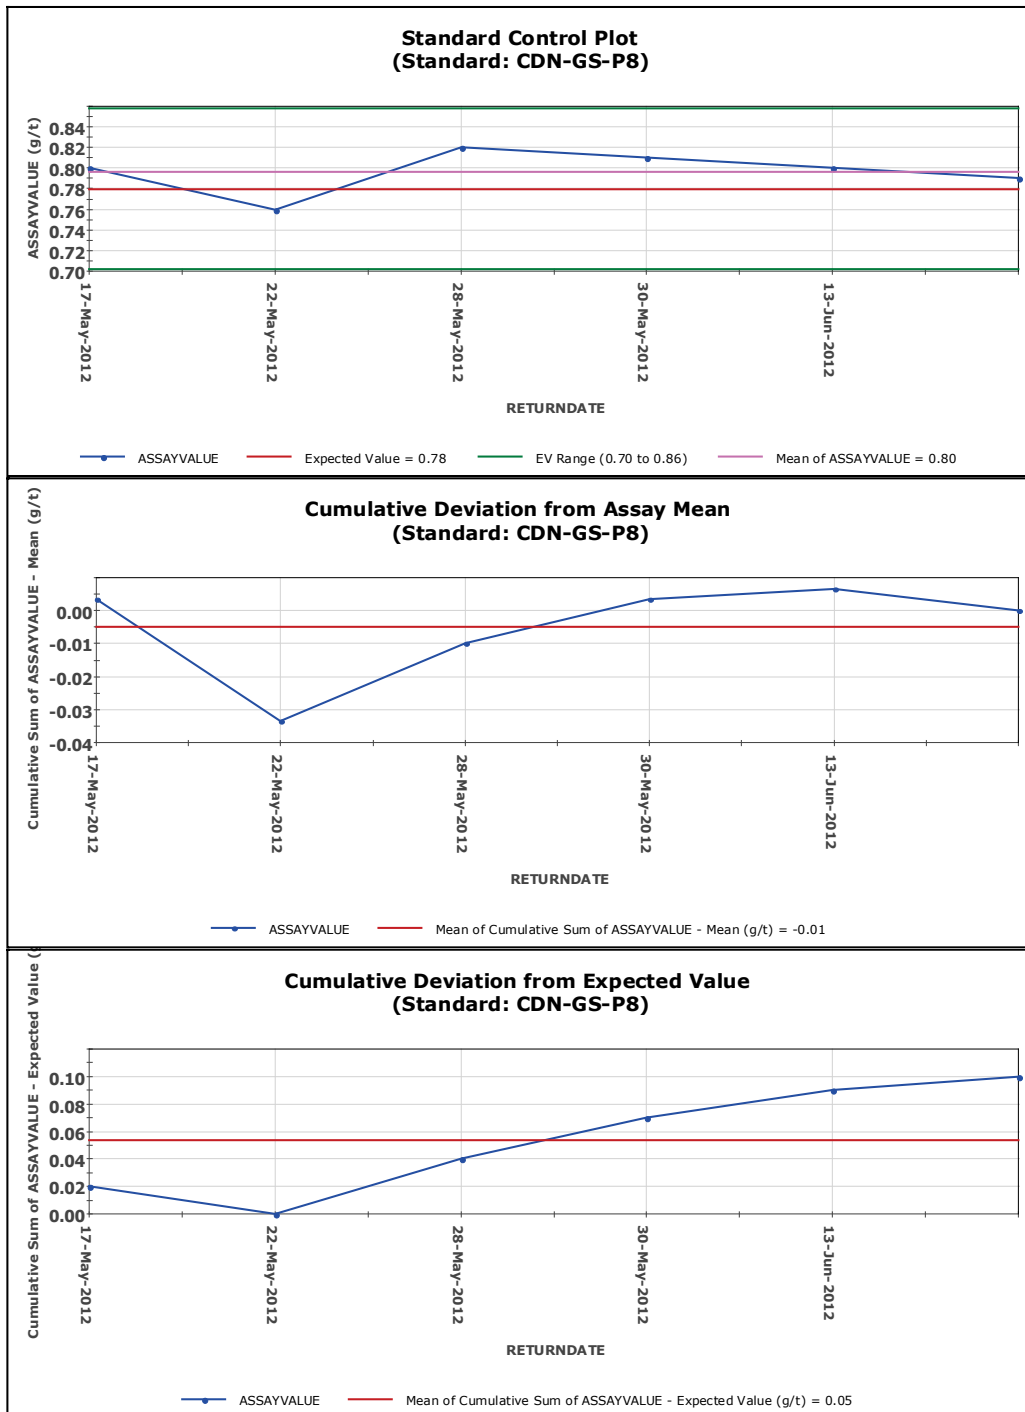 Standard Control Plot
(Standard: CDN-GS-P8)
ASSAYVALUE (g/t)
0.84
0.82
0.80
0.78
0.76
0.74
0.72
0.70
17-May-2012
22-May-2012
28-May-2012
30-May-2012
13-Jun-2012
RETURNDATE
ASSAYVALUE Expected Value = 0.78 EV Range (0.70 to 0.86) Mean of ASSAYVALUE = 0.80
Cumulative Deviation from Assay Mean
(Standard: CDN-GS-P8)
Cumulative Sum of ASSAYVALUE - Mean (g/t)
0.00
-0.01
-0.02
-0.03
-0.04
17-May-2012
22-May-2012
28-May-2012
30-May-2012
13-Jun-2012
RETURNDATE
ASSAYVALUE Mean of Cumulative Sum of ASSAYVALUE - Mean (g/t) = -0.01
Cumulative Deviation from Expected Value
(Standard: CDN-GS-P8)
Cumulative Sum of ASSAYVALUE - Expected Value
0.10
0.08
0.06
0.04
0.02
0.00
17-May-2012
22-May-2012
28-May-2012
30-May-2012
13-Jun-2012
RETURNDATE
ASSAYVALUE Mean of Cumulative Sum of ASSAYVALUE - Expected Value (g/t) = 0.05